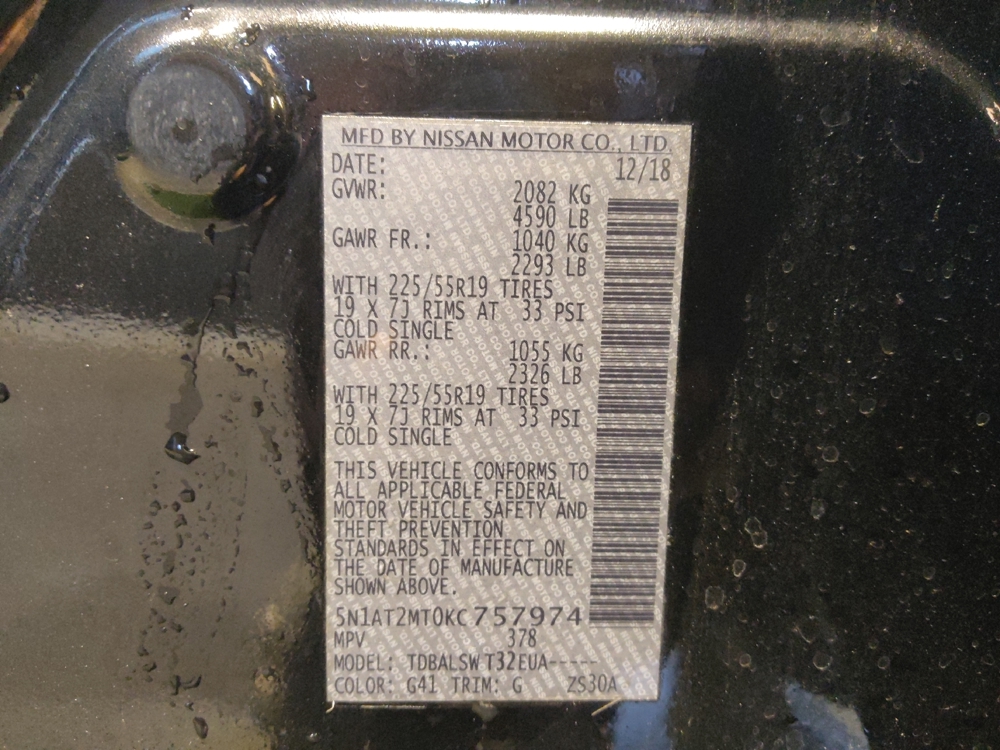 MFD BY NISSAN MOTOR CO., LTD.
DATE: 12/18
GVWR: 2082 KG
4590 LB
GAWR FR.: 1040 KG
2293 LB
WITH 225/55R19 TIRES
19 X 7J RIMS AT 33 PSI
COLD SINGLE
GAWR RR.: 1055 KG
2326 LB
WITH 225/55R19 TIRES
19 X 7J RIMS AT 33 PSI
COLD SINGLE
THIS VEHICLE CONFORMS TO
ALL APPLICABLE FEDERAL
MOTOR VEHICLE SAFETY AND
THEFT PREVENTION
STANDARDS IN EFFECT ON
THE DATE OF MANUFACTURE
SHOWN ABOVE.
5N1AT2MT0KC757974
MPV 378
MODEL: TDBALSWT32EUA-----
COLOR: G41 TRIM: G ZS30A